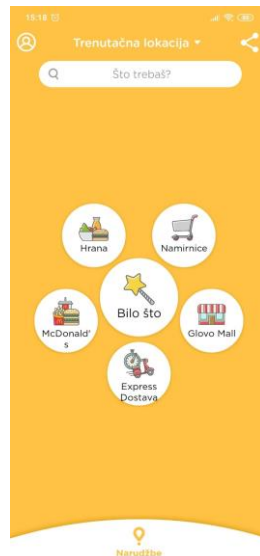 15:18
Trenutačna lokacija
Što trebaš?
Hrana
Namirnice
Bilo što
McDonald'
s
Glovo Mall
Express
Dostava
Narudžbe